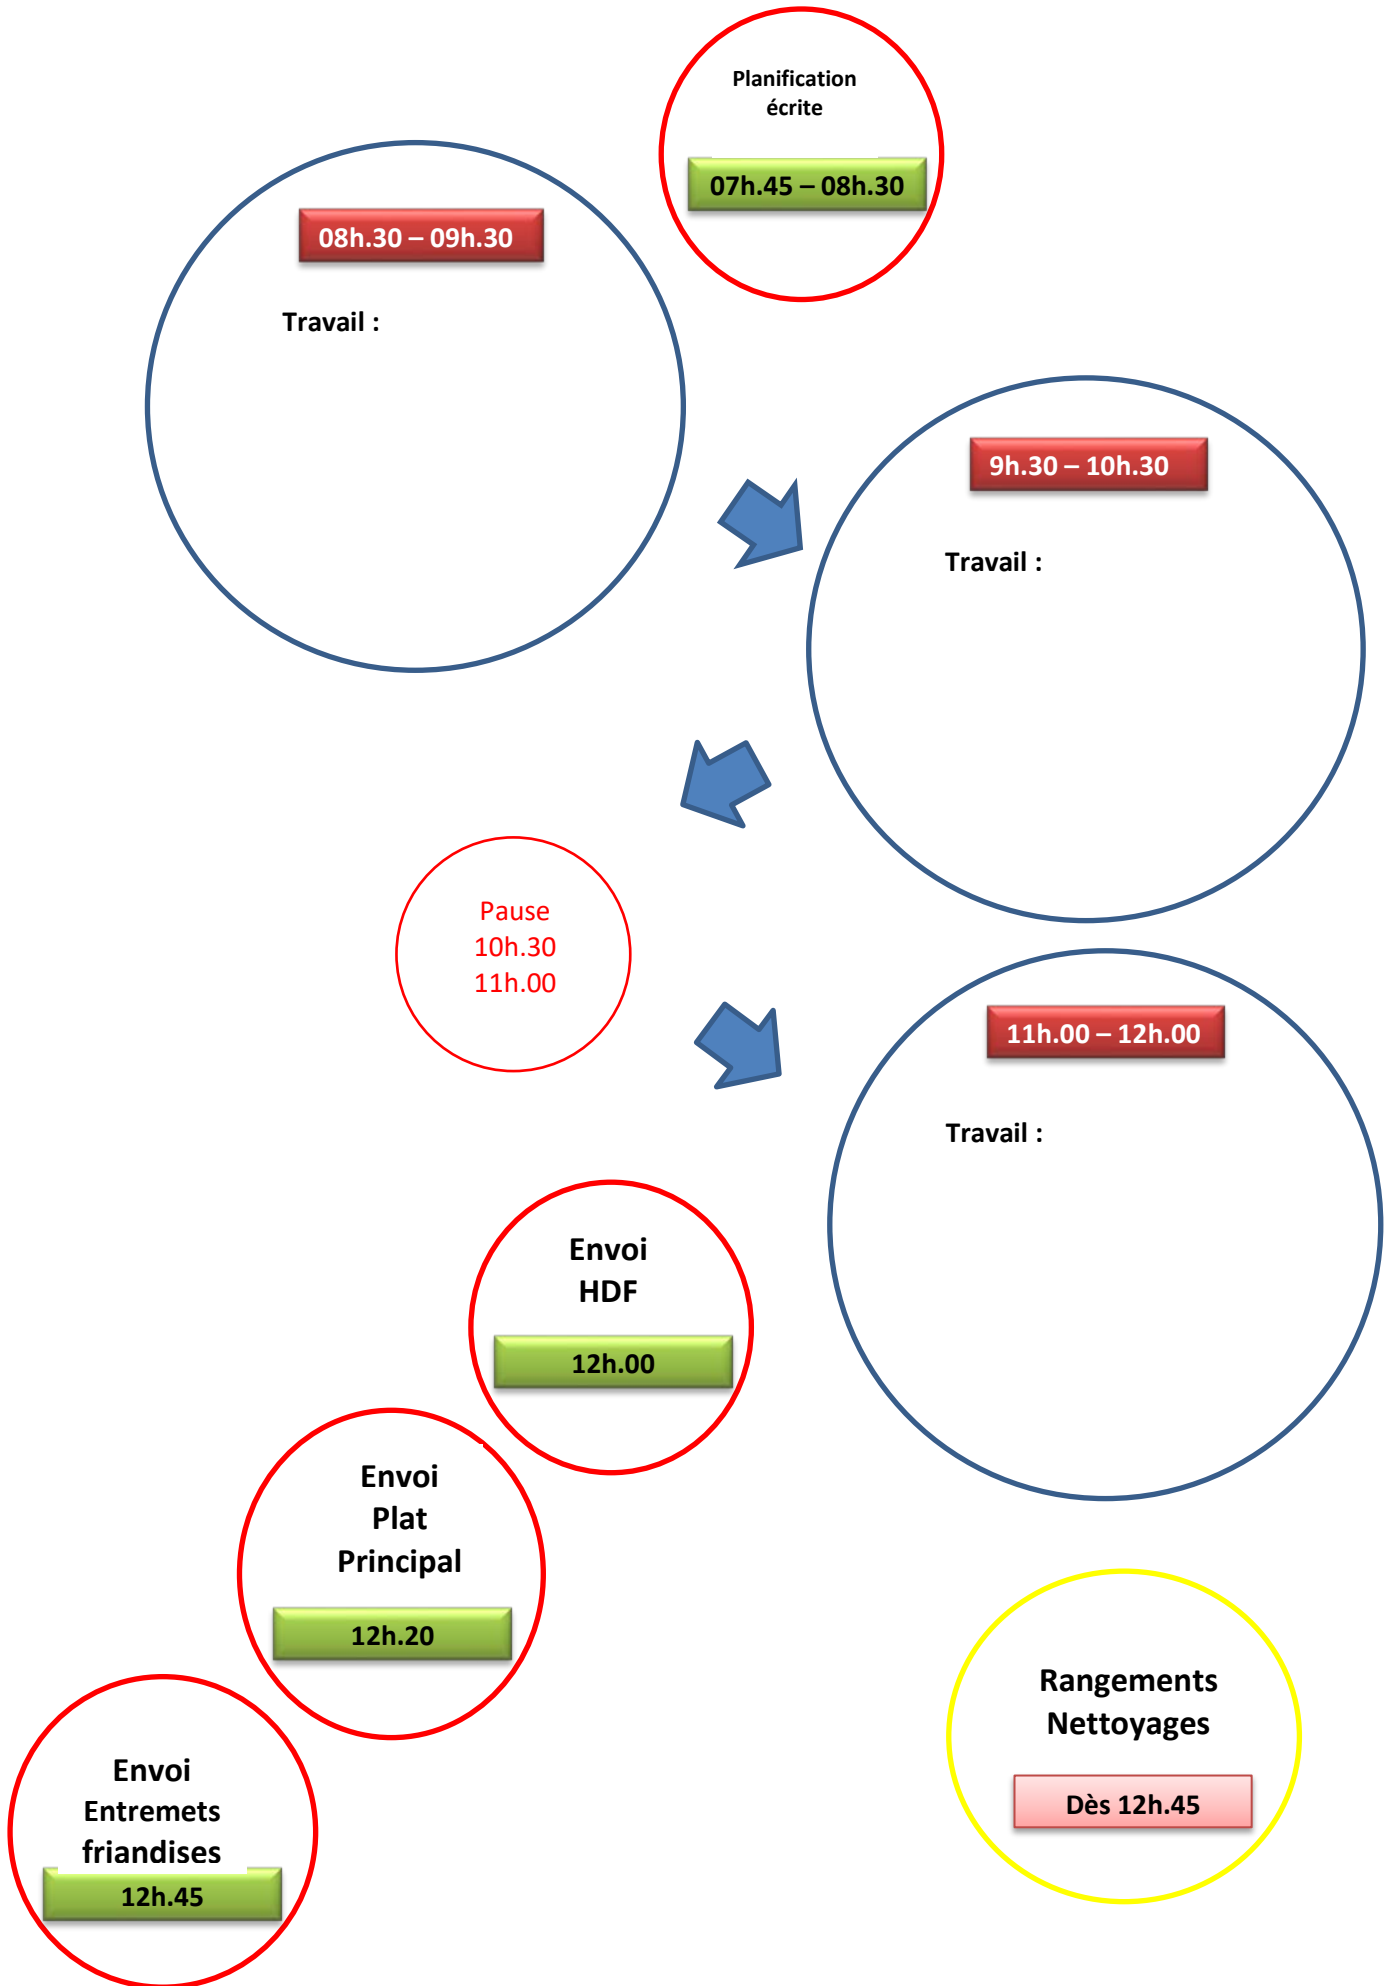 Planification
écrite
07h.45 – 08h.30
08h.30 – 09h.30
Travail :
9h.30 – 10h.30
Travail :
Pause
10h.30
11h.00
11h.00 – 12h.00
Travail :
Envoi
HDF
12h.00
Envoi
Plat
Principal
12h.20
Envoi
Entremets
friandises
12h.45
Rangements
Nettoyages
Dès 12h.45